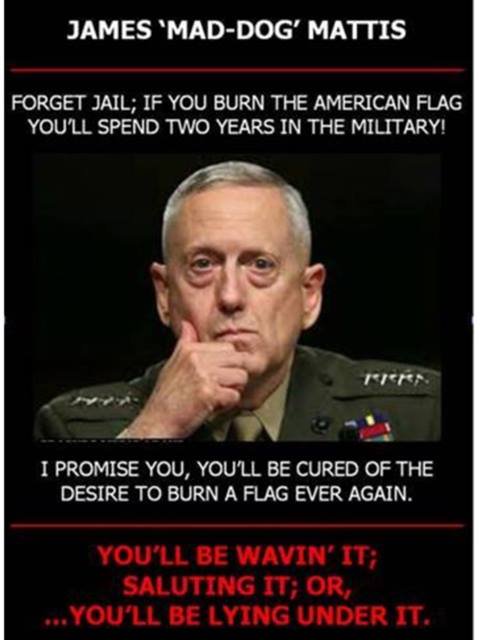 JAMES ‘MAD-DOG’ MATTIS
FORGET JAIL; IF YOU BURN THE AMERICAN FLAG
YOU’LL SPEND TWO YEARS IN THE MILITARY!
I PROMISE YOU, YOU’LL BE CURED OF THE
DESIRE TO BURN A FLAG EVER AGAIN.
YOU’LL BE WAVIN’ IT;
SALUTING IT; OR,
...YOU’LL BE LYING UNDER IT.